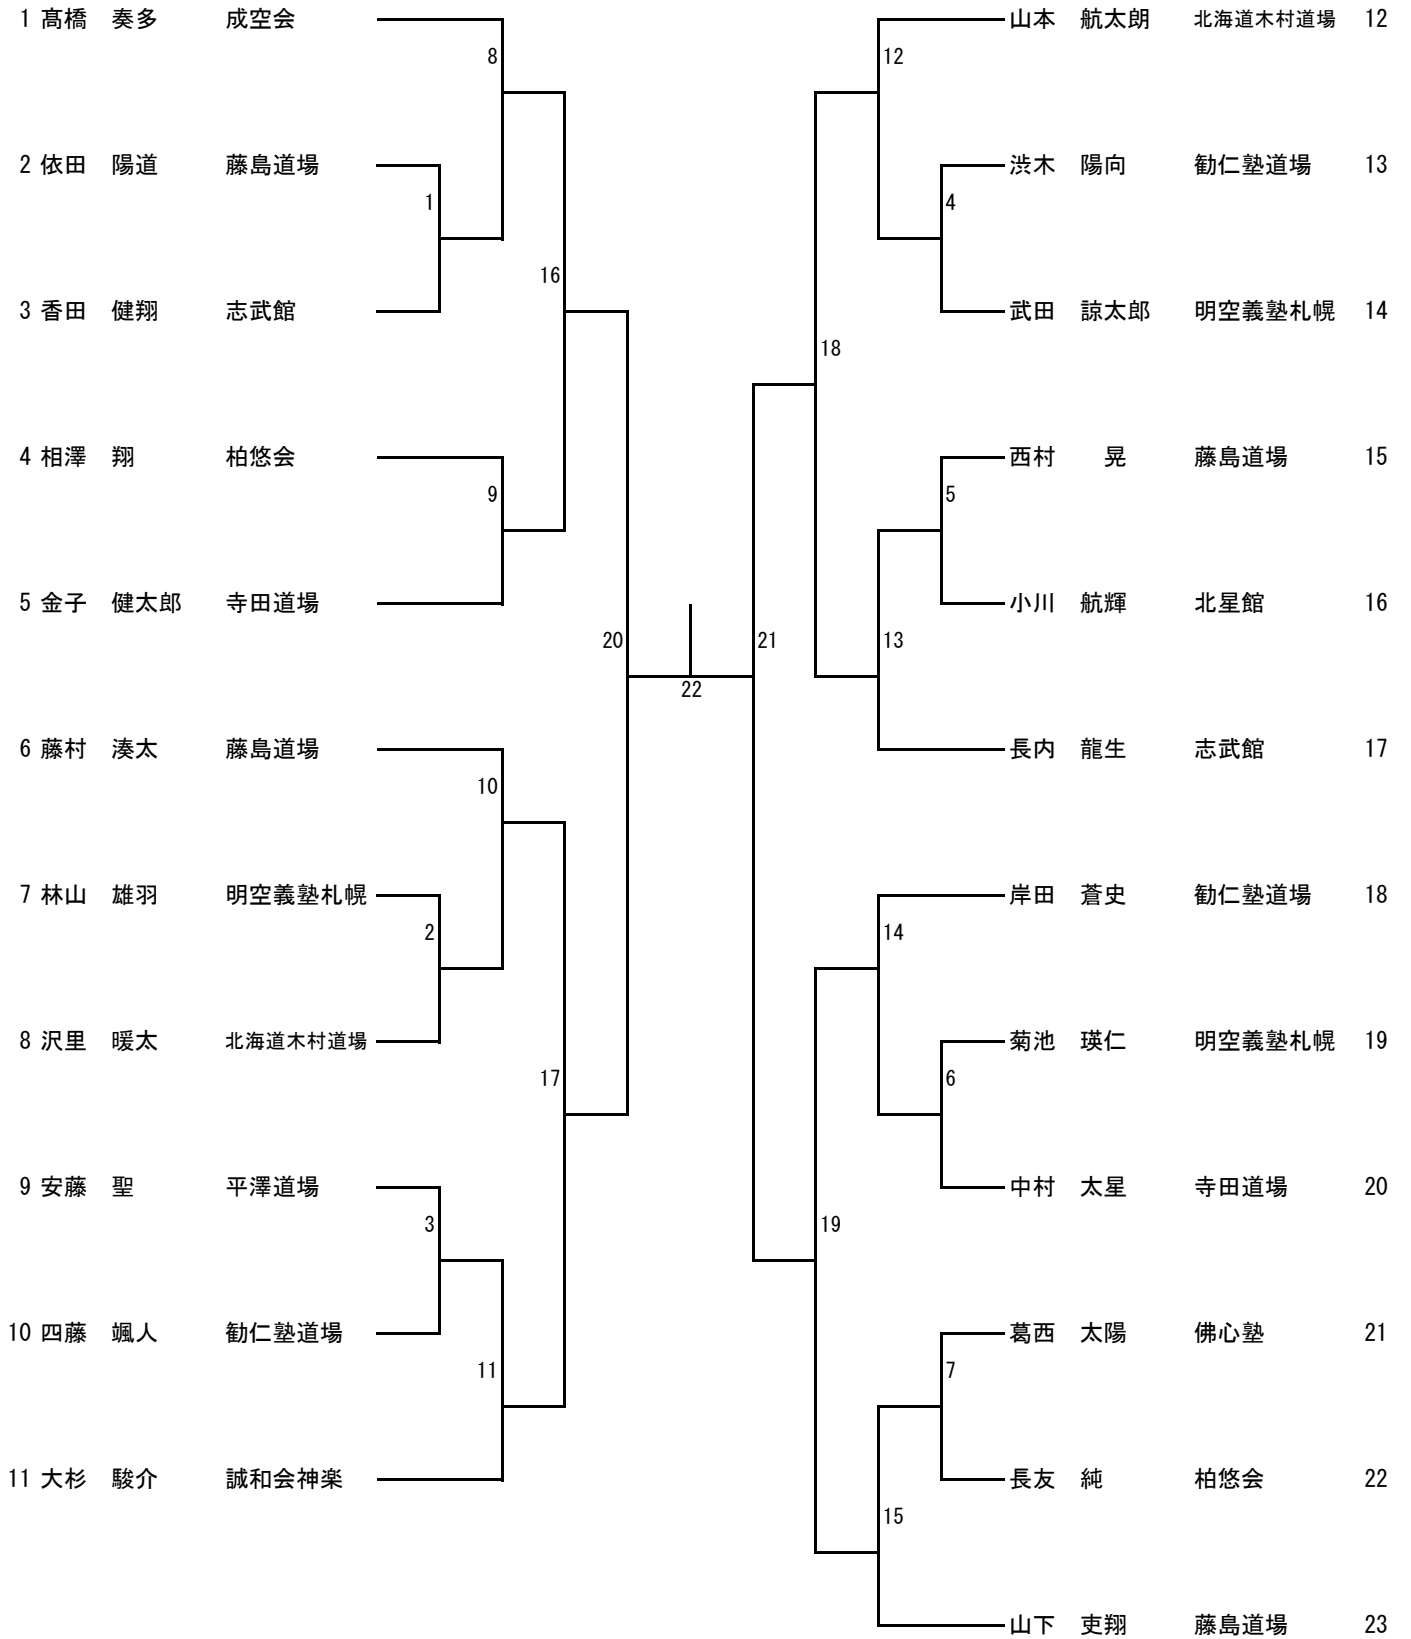 1 髙橋 奏多 成空会
8
2 依田 陽道 藤島道場
1
16
3 香田 健翔 志武館
4 相澤 翔 柏悠会
9
5 金子 健太郎 寺田道場
20
6 藤村 湊太 藤島道場
10
7 林山 雄羽 明空義塾札幌
2
8 沢里 暖太 北海道木村道場
17
9 安藤 聖 平澤道場
3
10 四藤 颯人 勧仁塾道場
11
11 大杉 駿介 誠和会神楽
22
山本 航太朗 北海道木村道場 12
12
渋木 陽向 勧仁塾道場 13
4
武田 諒太郎 明空義塾札幌 14
18
西村 晃 藤島道場 15
5
小川 航輝 北星館 16
21
13
長内 龍生 志武館 17
岸田 蒼史 勧仁塾道場 18
14
菊池 瑛仁 明空義塾札幌 19
6
中村 太星 寺田道場 20
19
葛西 太陽 佛心塾 21
7
長友 純 柏悠会 22
15
山下 吏翔 藤島道場 23